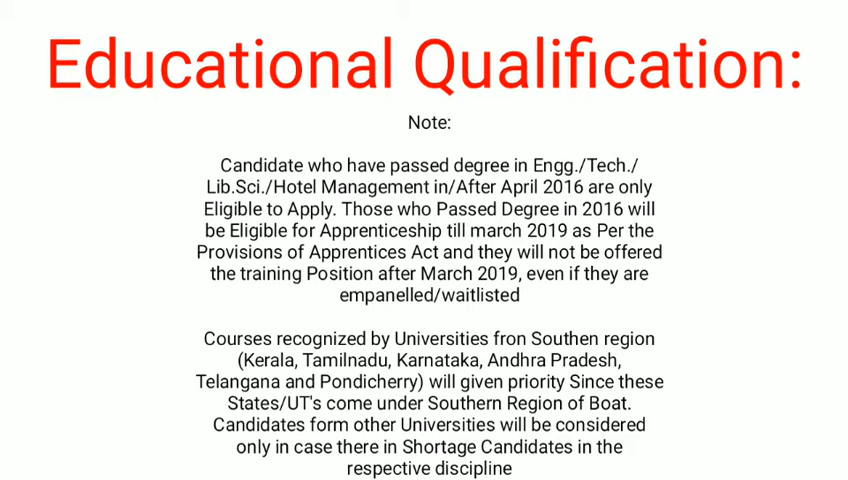 Educational Qualification:
Note:
Candidate who have passed degree in Engg./Tech./
Lib.Sci./Hotel Management in/After April 2016 are only
Eligible to Apply. Those who Passed Degree in 2016 will
be Eligible for Apprenticeship till march 2019 as Per the
Provisions of Apprentices Act and they will not be offered
the training Position after March 2019, even if they are
empanelled/waitlisted
Courses recognized by Universities fron Southen region
(Kerala, Tamilnadu, Karnataka, Andhra Pradesh,
Telangana and Pondicherry) will given priority Since these
States/UT's come under Southern Region of Boat.
Candidates form other Universities will be considered
only in case there in Shortage Candidates in the
respective discipline